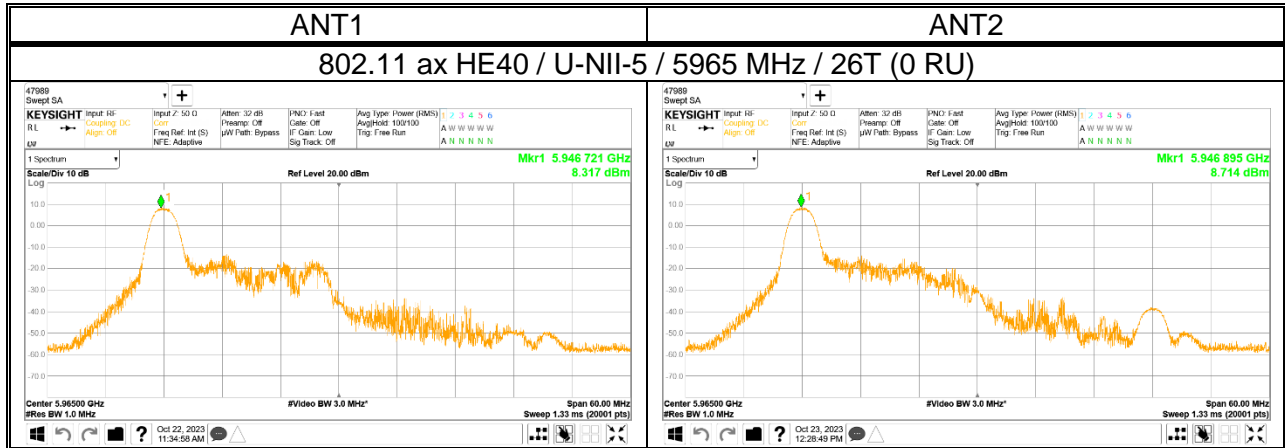 ANT1 ANT2
802.11 ax HE40 / U-NII-5 / 5965 MHz / 26T (0 RU)
47989
Swept SA
+
KEYSIGHT Input: RF Input Z: 50 Ω Atten: 32 dB PNO: Fast Avg Type: Power (RMS) 1 2 3 4 5 6
RL Coupling: DC Corr Preamp: Off Gate: Off Avg|Hold: 100/100 A W W W W W
Align: Off Freq Ref: Int (S) µW Path: Bypass IF Gain: Low Trig: Free Run
NFE: Adaptive Sig Track: Off A N N N N N
1 Spectrum
Mkr1 5.946 721 GHz
Scale/Div 10 dB Ref Level 20.00 dBm 8.317 dBm
Log
1
10.0
0.00
-10.0
-20.0
-30.0
-40.0
-50.0
-60.0
-70.0
Center 5.96500 GHz #Video BW 3.0 MHz* Span 60.00 MHz
#Res BW 1.0 MHz Sweep 1.33 ms (20001 pts)
? Oct 22, 2023
11:34:58 AM
47989
Swept SA
+
KEYSIGHT Input: RF Input Z: 50 Ω Atten: 32 dB PNO: Fast Avg Type: Power (RMS) 1 2 3 4 5 6
RL Coupling: DC Corr Preamp: Off Gate: Off Avg|Hold: 100/100 A W W W W W
Align: Off Freq Ref: Int (S) µW Path: Bypass IF Gain: Low Trig: Free Run
NFE: Adaptive Sig Track: Off A N N N N N
1 Spectrum
Mkr1 5.946 895 GHz
Scale/Div 10 dB Ref Level 20.00 dBm 8.714 dBm
Log
1
10.0
0.00
-10.0
-20.0
-30.0
-40.0
-50.0
-60.0
-70.0
Center 5.96500 GHz #Video BW 3.0 MHz* Span 60.00 MHz
#Res BW 1.0 MHz Sweep 1.33 ms (20001 pts)
? Oct 23, 2023
12:28:49 PM